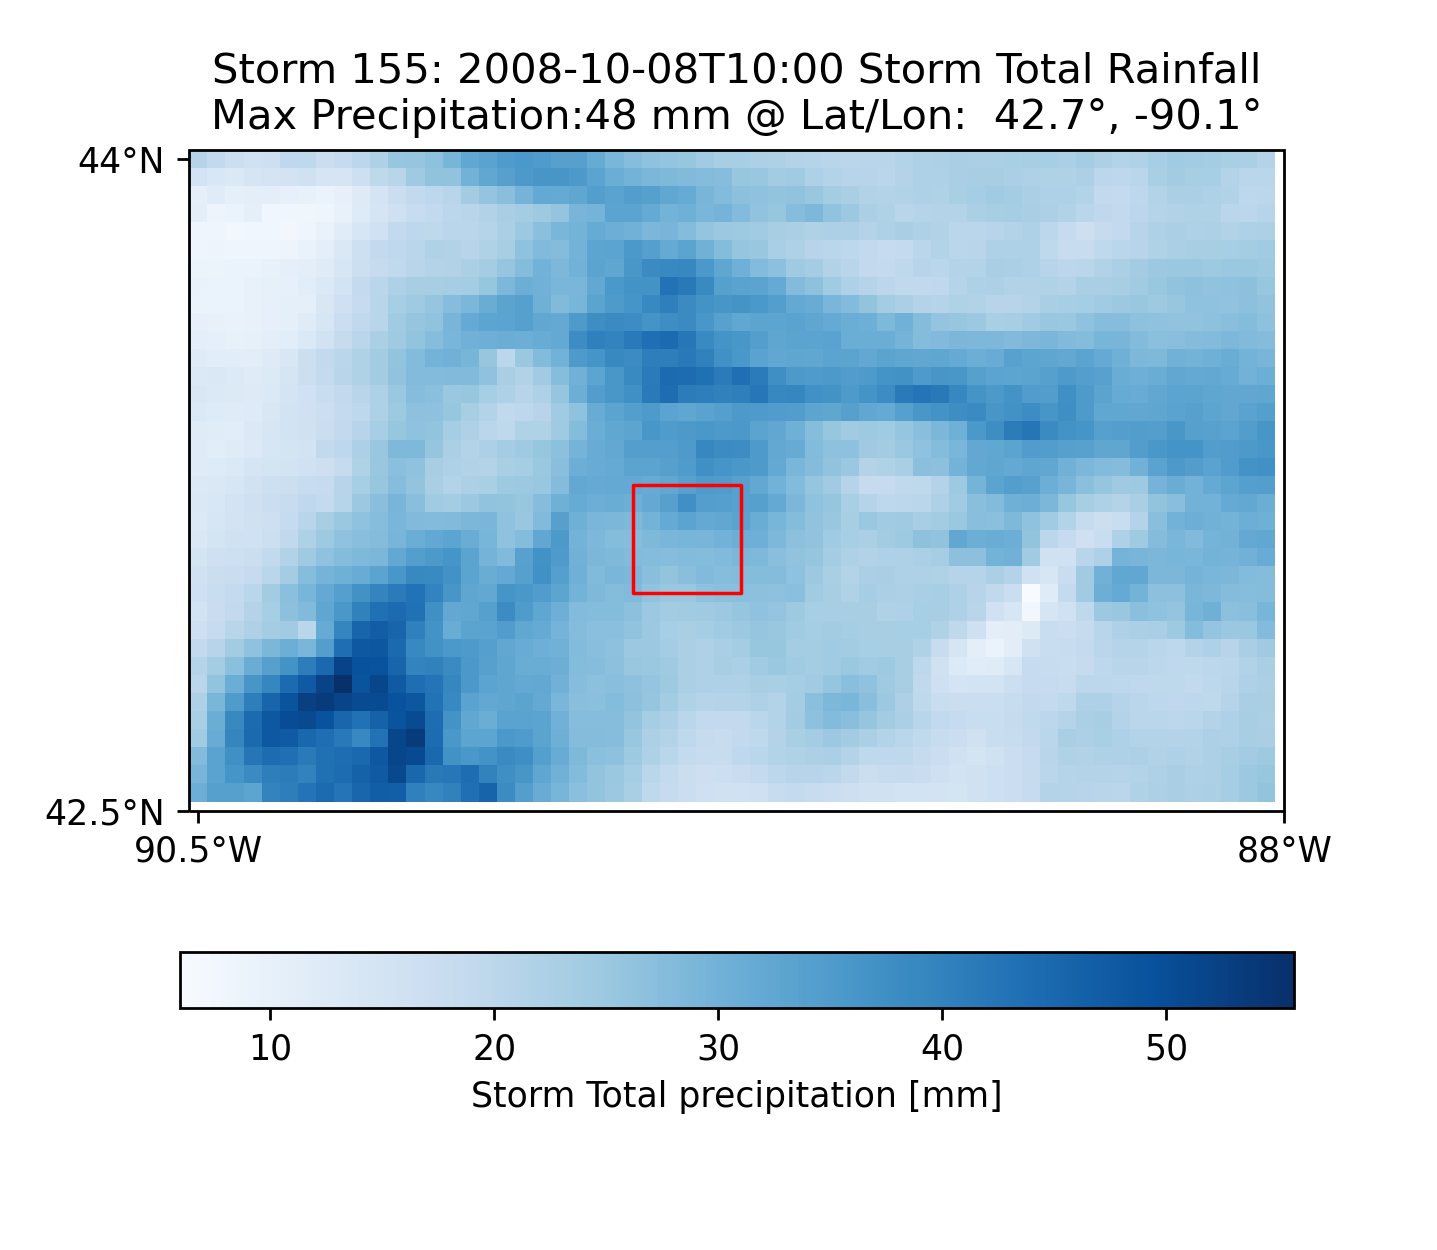 Storm 155: 2008-10-08T10:00 Storm Total Rainfall
Max Precipitation:48 mm @ Lat/Lon:  42.7°, -90.1°
44°N
42.5°N
90.5°W
88°W
10
20
30
40
50
Storm Total precipitation [mm]